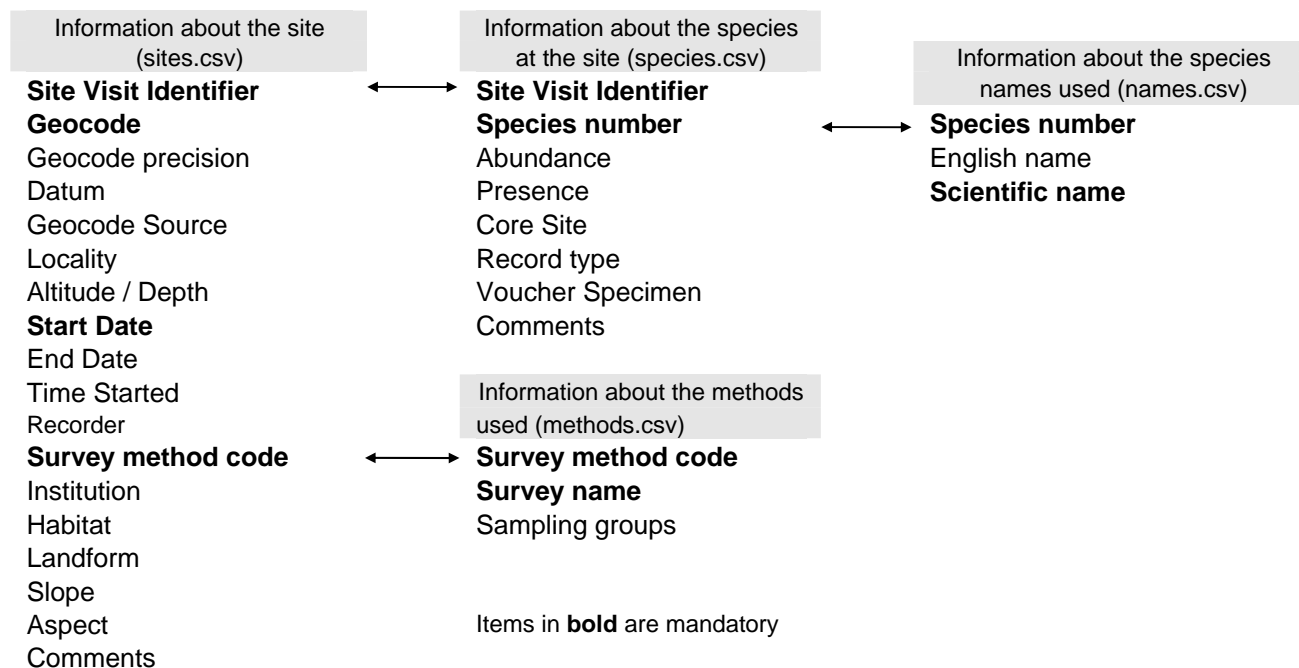 Information about the site
(sites.csv)
Site Visit Identifier
Geocode
Geocode precision
Datum
Geocode Source
Locality
Altitude / Depth
Start Date
End Date
Time Started
Recorder
Survey method code
Institution
Habitat
Landform
Slope
Aspect
Comments
Information about the species
at the site (species.csv)
Site Visit Identifier
Species number
Abundance
Presence
Core Site
Record type
Voucher Specimen
Comments
Information about the methods
used (methods.csv)
Survey method code
Survey name
Sampling groups
Items in bold are mandatory
Information about the species
names used (names.csv)
Species number
English name
Scientific name